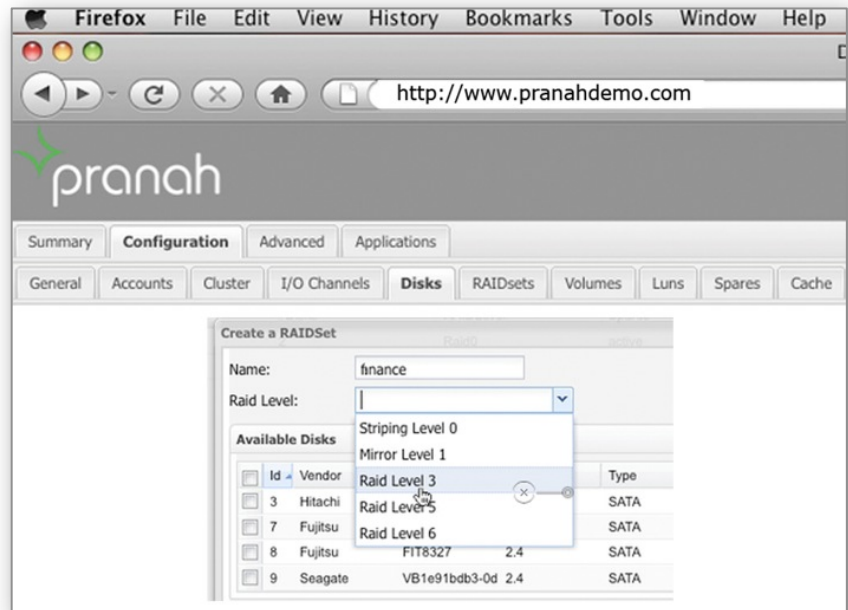 Firefox File Edit View History Bookmarks Tools Window Help
http://www.pranahdemo.com
pranah
Summary Configuration Advanced Applications
General Accounts Cluster I/O Channels Disks RAIDsets Volumes Luns Spares Cache
Create a RAIDSet
Raid0 active
Name: finance
Raid Level:
Striping Level 0
Mirror Level 1
Raid Level 3
Raid Level 5
Raid Level 6
Available Disks
Id Vendor Type
3 Hitachi SATA
7 Fujitsu SATA
8 Fujitsu FIT8327 2.4 SATA
9 Seagate VB1e91bdb3-0d 2.4 SATA